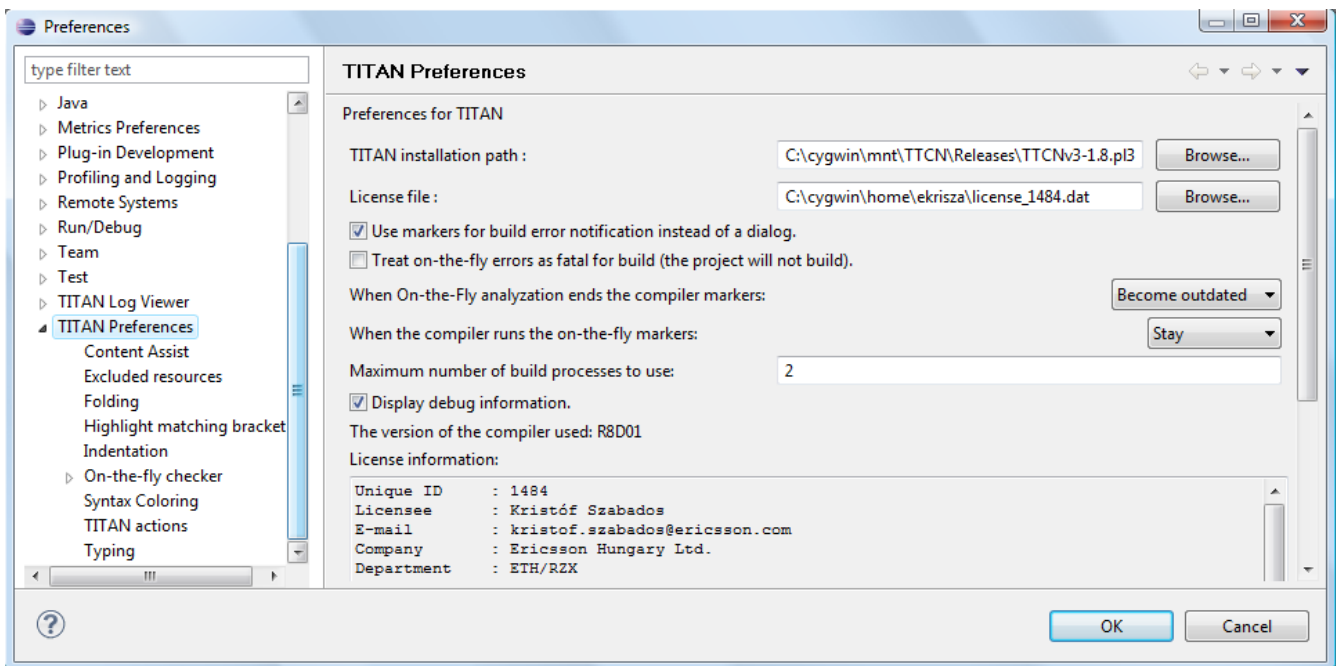 Preferences
type filter text
Java
Metrics Preferences
Plug-in Development
Profiling and Logging
Remote Systems
Run/Debug
Team
Test
TITAN Log Viewer
TITAN Preferences
Content Assist
Excluded resources
Folding
Highlight matching bracket
Indentation
On-the-fly checker
Syntax Coloring
TITAN actions
Typing
TITAN Preferences
Preferences for TITAN
TITAN installation path : C:\cygwin\mnt\TTCN\Releases\TTCNv3-1.8.pl3 Browse...
License file : C:\cygwin\home\ekrisza\license_1484.dat Browse...
Use markers for build error notification instead of a dialog.
Treat on-the-fly errors as fatal for build (the project will not build).
When On-the-Fly analyzation ends the compiler markers: Become outdated
When the compiler runs the on-the-fly markers: Stay
Maximum number of build processes to use: 2
Display debug information.
The version of the compiler used: R8D01
License information:
Unique ID : 1484
Licensee : Kristóf Szabados
E-mail : kristof.szabados@ericsson.com
Company : Ericsson Hungary Ltd.
Department : ETH/RZX
OK Cancel